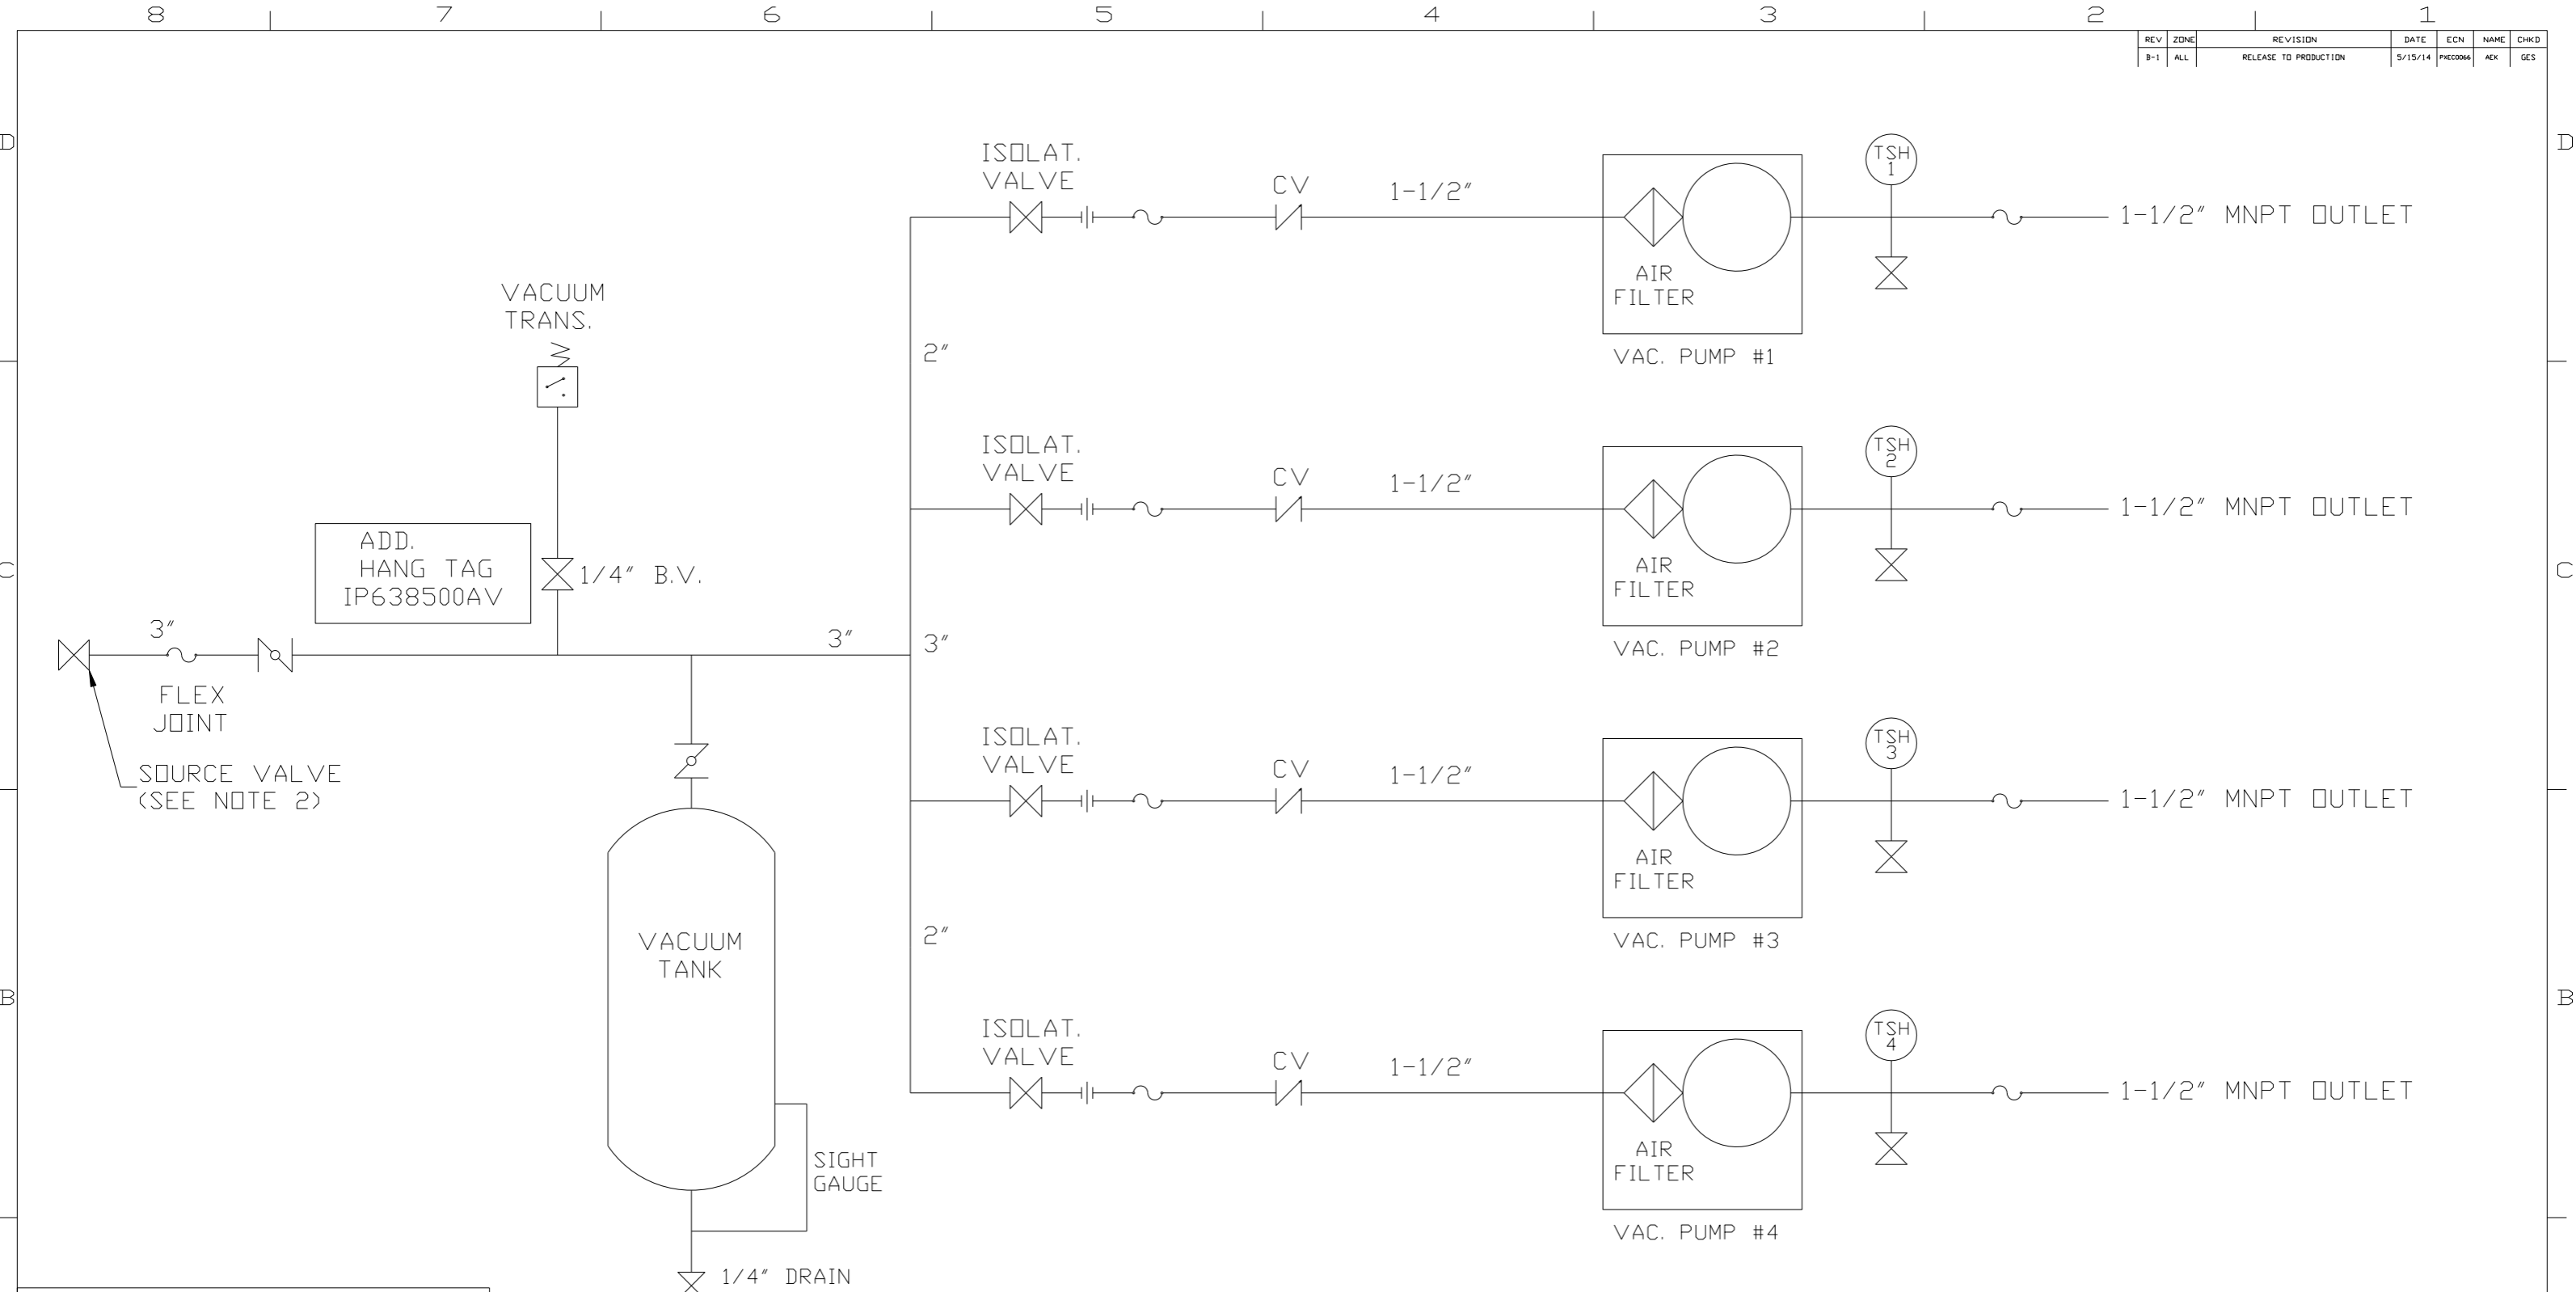 8 7 6 5 4 3 2 1
REV ZONE REVISION DATE ECN NAME CHKD
B-1 ALL RELEASE TO PRODUCTION 5/15/14 PXEC0066 AEK GES
D
D
ISOLAT.
VALVE
CV
1-1/2"
AIR
FILTER
VAC. PUMP #1
TSH
1
1-1/2" MNPT OUTLET
VACUUM
TRANS.
2"
ISOLAT.
VALVE
CV
1-1/2"
AIR
FILTER
VAC. PUMP #2
TSH
2
1-1/2" MNPT OUTLET
C
C
ADD.
HANG TAG
IP638500AV
1/4" B.V.
3"
3"
3"
FLEX
JOINT
SOURCE VALVE
(SEE NOTE 2)
ISOLAT.
VALVE
CV
1-1/2"
AIR
FILTER
VAC. PUMP #3
TSH
3
1-1/2" MNPT OUTLET
VACUUM
TANK
2"
B
B
ISOLAT.
VALVE
CV
1-1/2"
AIR
FILTER
VAC. PUMP #4
TSH
4
1-1/2" MNPT OUTLET
SIGHT
GAUGE
1/4" DRAIN